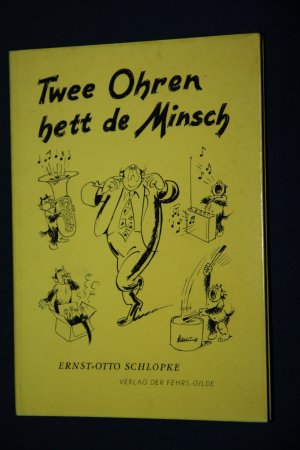 Twee Ohren
hett de Minsch
ERNST-OTTO SCHLÖPKE
VERLAG DER FEHRS-GILDE